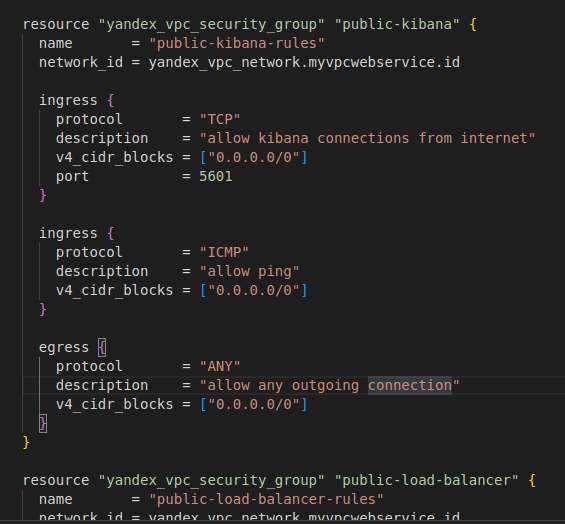 resource "yandex_vpc_security_group" "public-kibana" {
  name       = "public-kibana-rules"
  network_id = yandex_vpc_network.myvpcwebservice.id
  ingress {
    protocol       = "TCP"
    description    = "allow kibana connections from internet"
    v4_cidr_blocks = ["0.0.0.0/0"]
    port           = 5601
  }
  ingress {
    protocol       = "ICMP"
    description    = "allow ping"
    v4_cidr_blocks = ["0.0.0.0/0"]
  }
  egress {
    protocol       = "ANY"
    description    = "allow any outgoing connection"
    v4_cidr_blocks = ["0.0.0.0/0"]
  }
}
resource "yandex_vpc_security_group" "public-load-balancer" {
  name       = "public-load-balancer-rules"
  network_id = yandex_vpc_network.myvpcwebservice.id